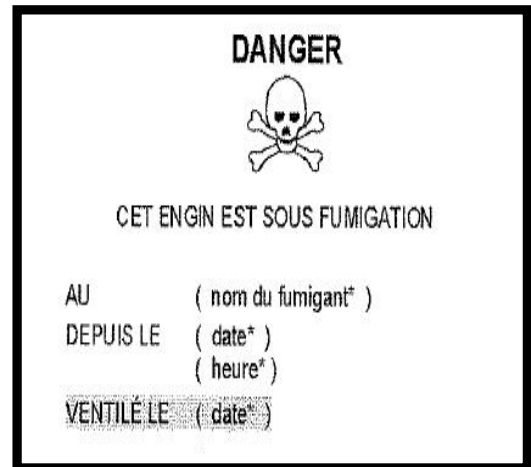 DANGER
CET ENGIN EST SOUS FUMIGATION
AU ( nom du fumigant* )
DEPUIS LE ( date* )
( heure* )
VENTILÉ LE ( date* )